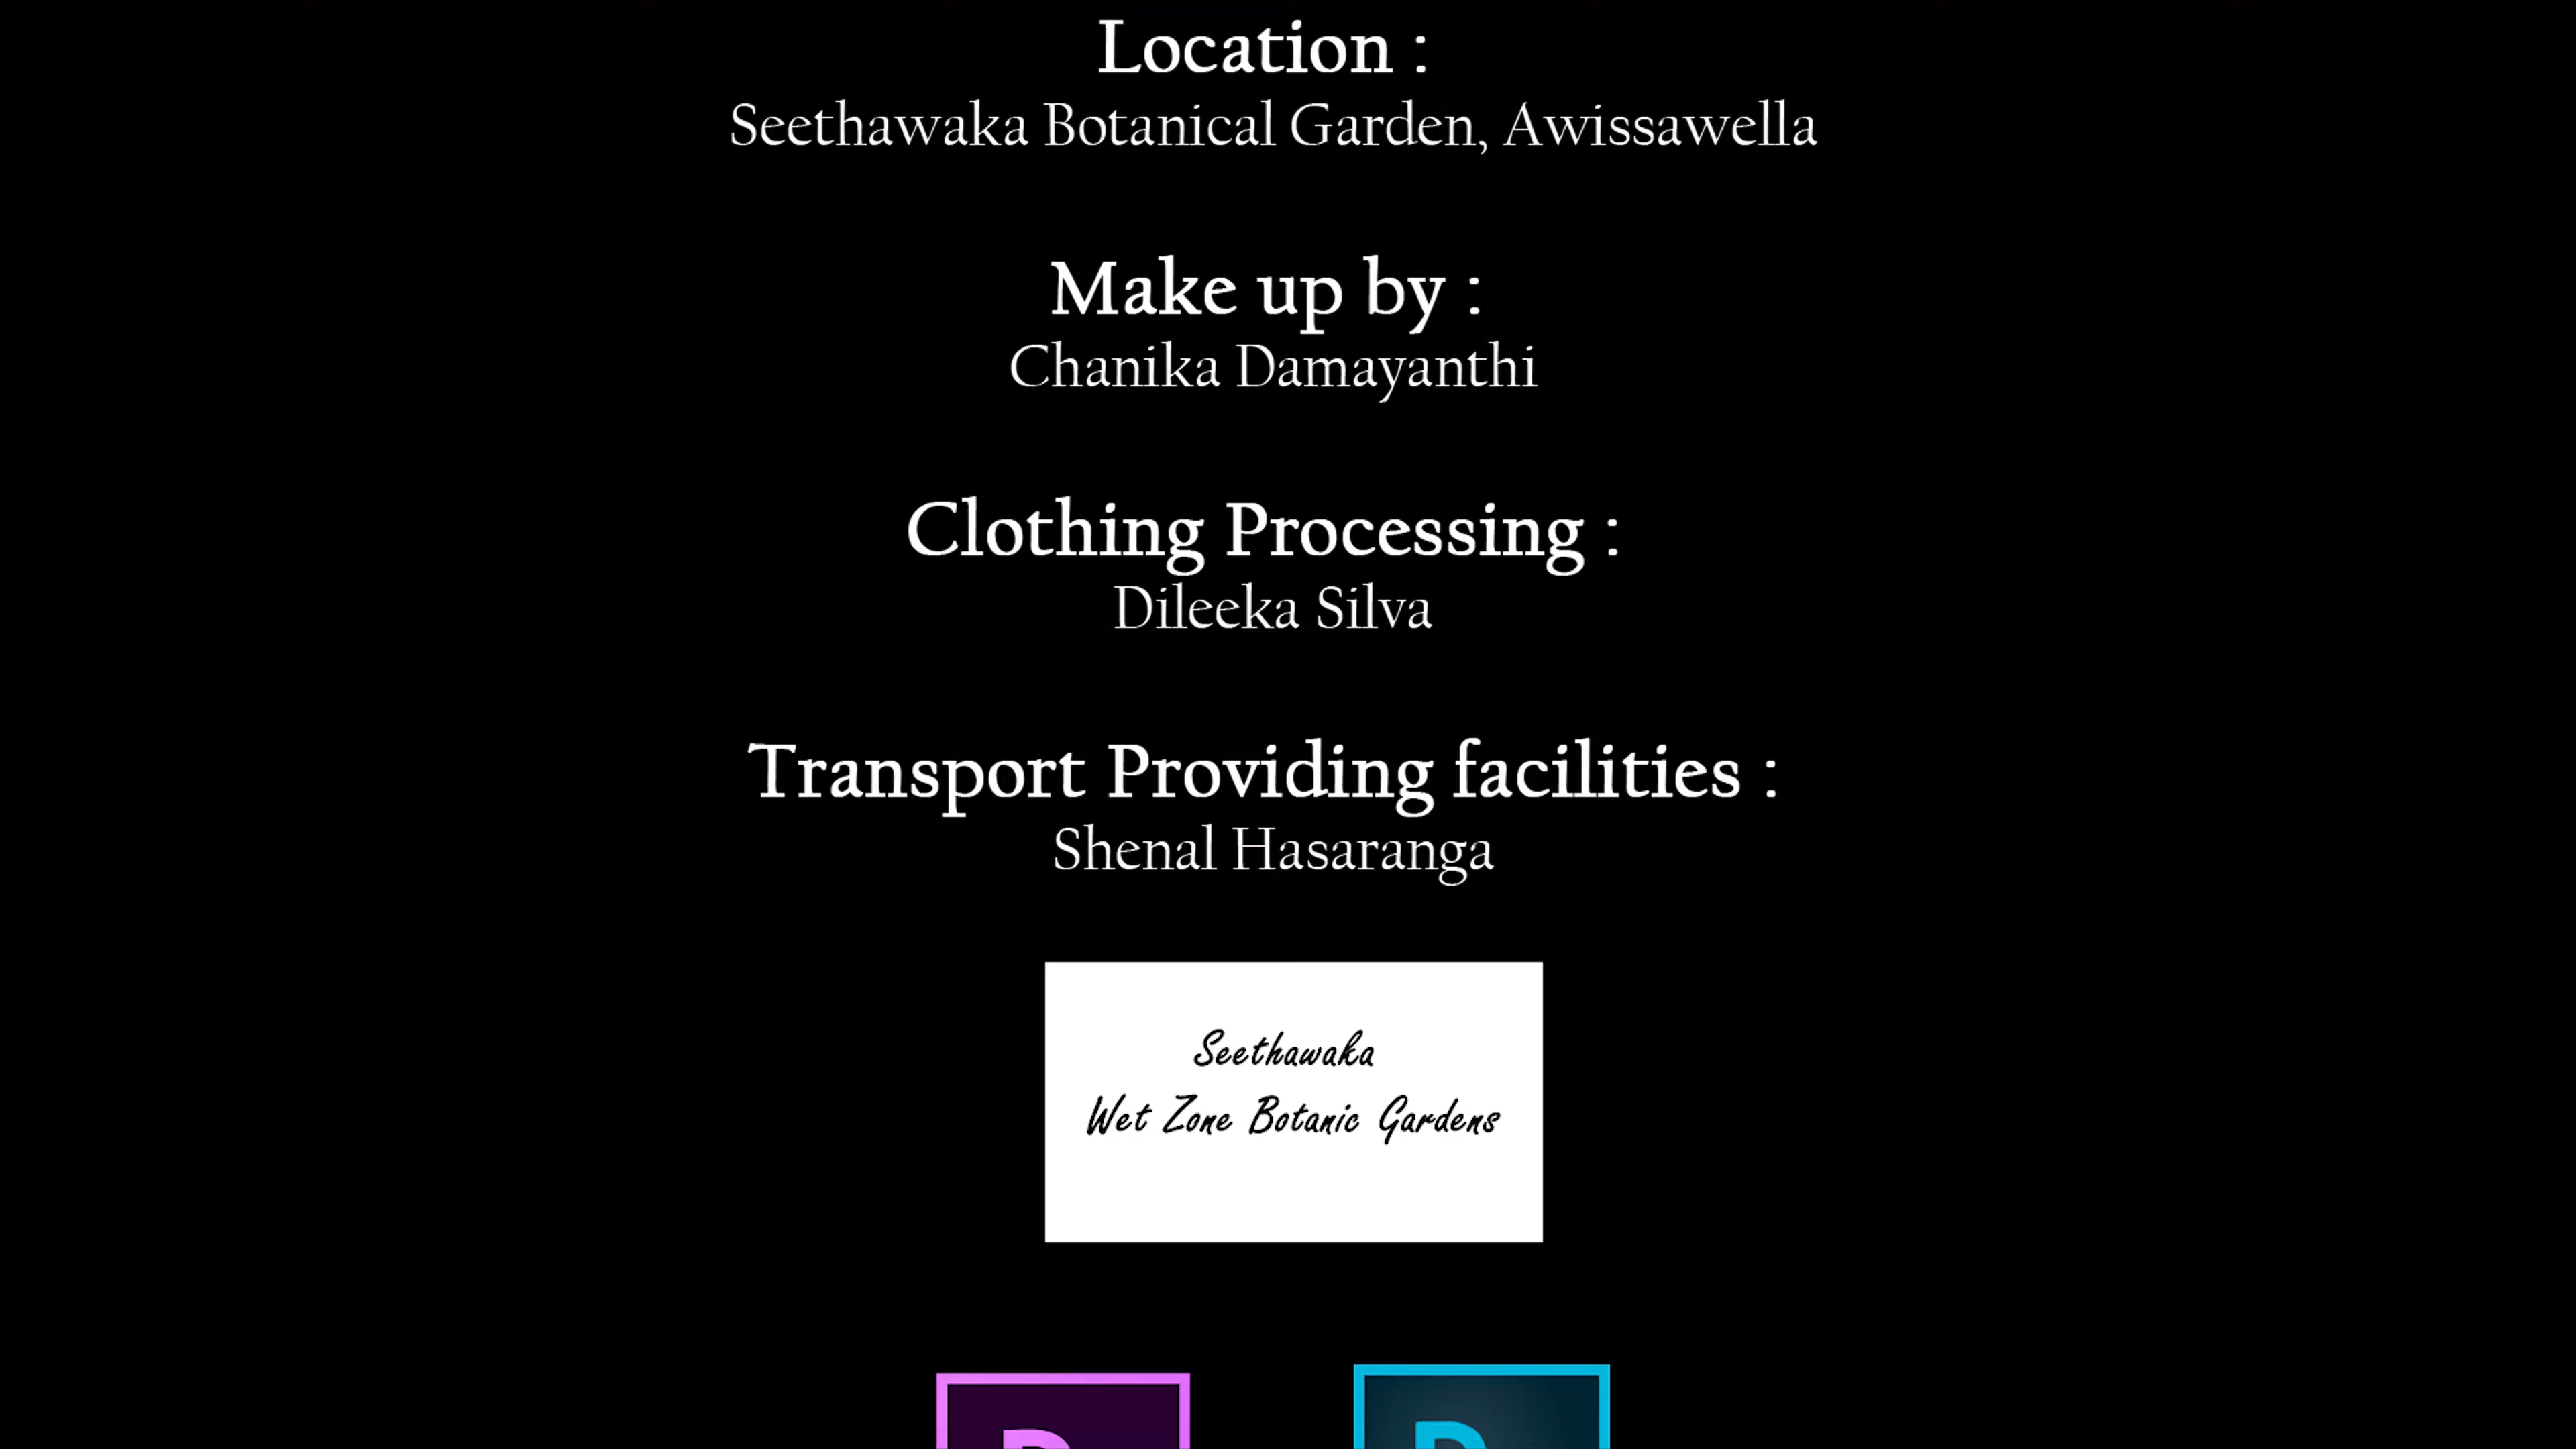 Location :
Seethawaka Botanical Garden, Awissawella
Make up by :
Chanika Damayanthi
Clothing Processing :
Dileeka Silva
Transport Providing facilities :
Shenal Hasaranga
Seethawaka
Wet Zone Botanic Gardens